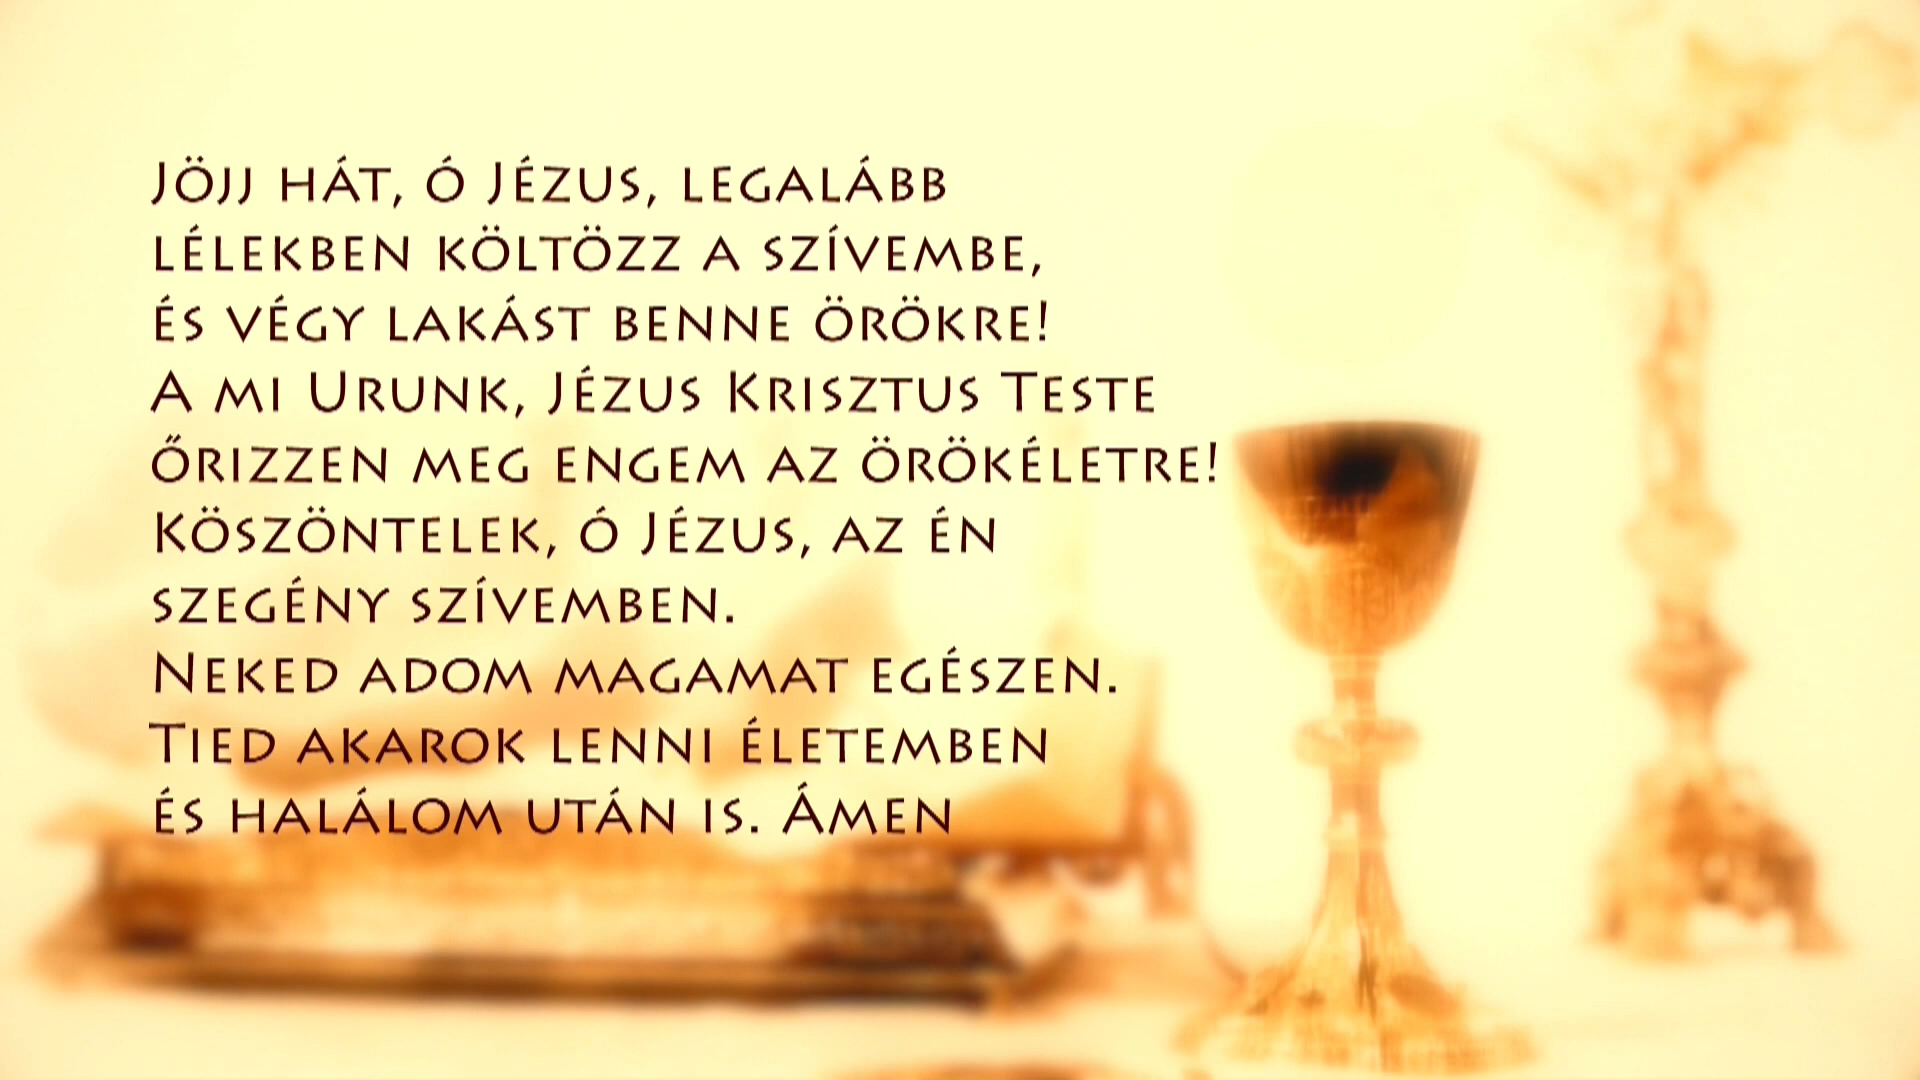 Jöjj hát, ó Jézus, legalább
lélekben költözz a szívembe,
és végy lakást benne örökre!
A mi Urunk, Jézus Krisztus Teste
őrizzen meg engem az örökéletre!
Köszöntelek, ó Jézus, az én
szegény szívemben.
Neked adom magamat egészen.
Tied akarok lenni életemben
és halálom után is. Ámen